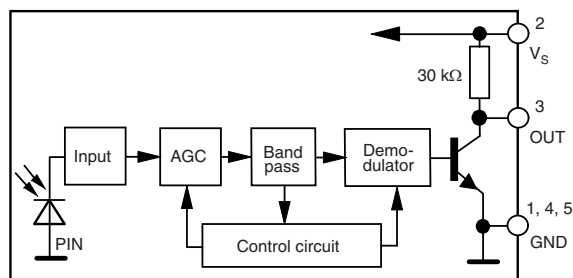 2
V_S
30 kΩ
3
OUT
Input
AGC
Band
pass
Demo-
dulator
1, 4, 5
GND
PIN
Control circuit